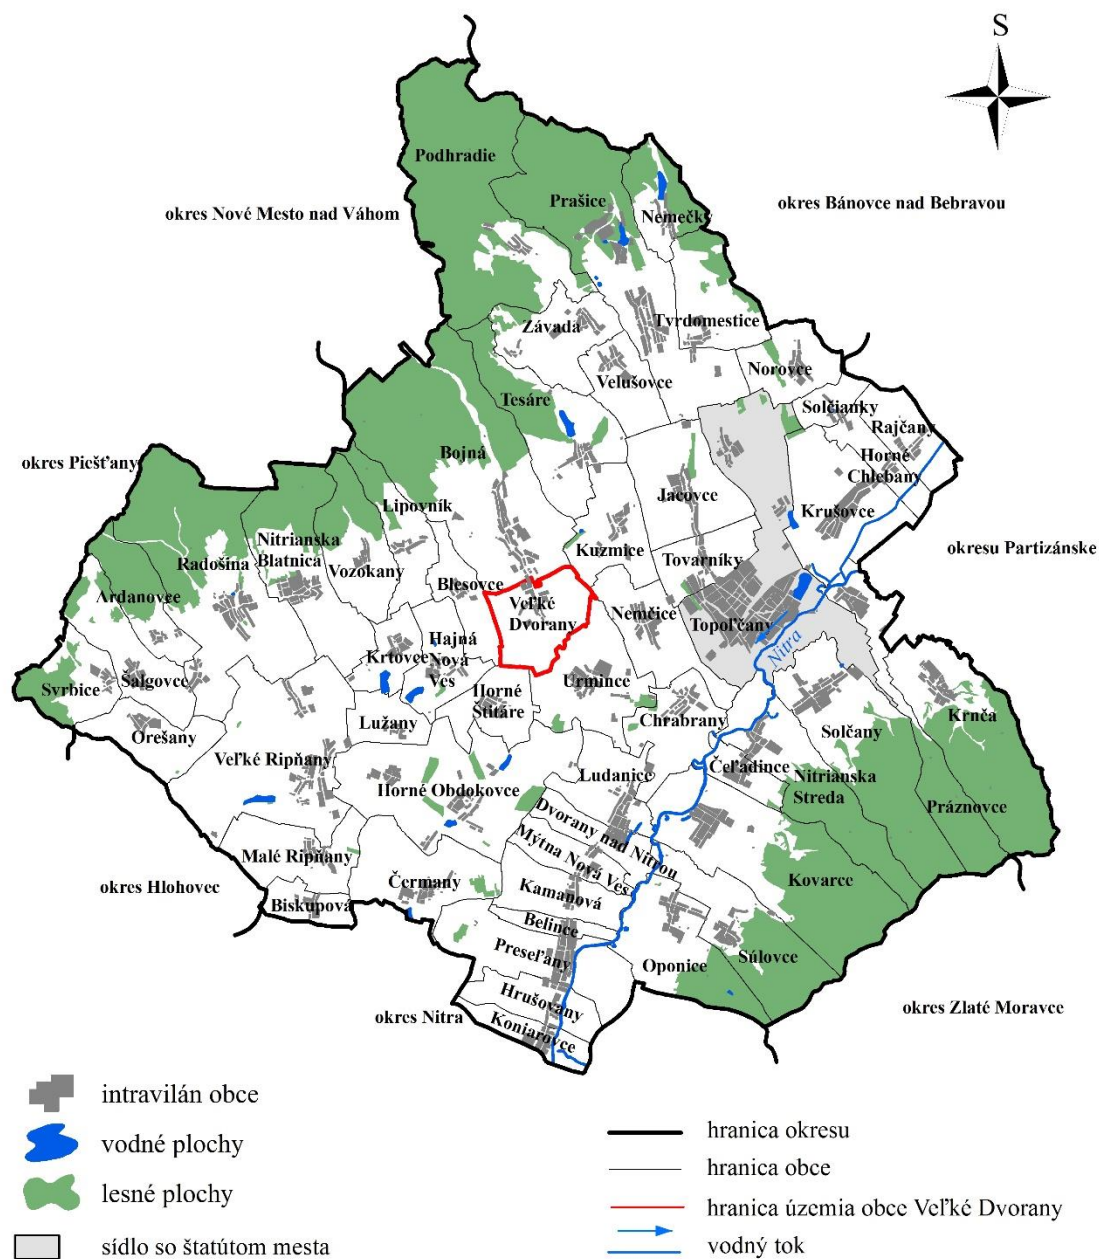 S
Podhradie
okres Nové Mesto nad Váhom
Prašice
Nemečky
okres Bánovce nad Bebravou
Závada
Tvrdomestice
Velušovce
Norovce
Tesáre
Solčianky
Rajčany
Bojná
Horné
Chlebany
okres Piešťany
Jacovce
Lipovník
Krušovce
Nitrianska
Blatnica
Kuzmice
okresu Partizánske
Radošina
Vozokany
Tovarníky
Ardanovce
Blesovce
Veľké
Dvorany
Nemčice
Topoľčany
Hajná
Nová
Ves
Krtovce
Nitra
Svrbice
Šalgovce
Urmince
Horné
Štitáre
Chrabrany
Krnča
Orešany
Lužany
Solčany
Veľké Ripňany
Čeľadince
Ludanice
Nitrianska
Streda
Horné Obdokovce
Práznovce
Dvorany nad Nitrou
Mýtna Nová Ves
Malé Ripňany
okres Hlohovec
Čermany
Kamanová
Kovarce
Biskupová
Belince
Preseľany
Súlovce
Oponice
Hrušovany
okres Zlaté Moravce
okres Nitra
Koniarovce
intravilán obce
vodné plochy
lesné plochy
sídlo so štatútom mesta
hranica okresu
hranica obce
hranica územia obce Veľké Dvorany
vodný tok